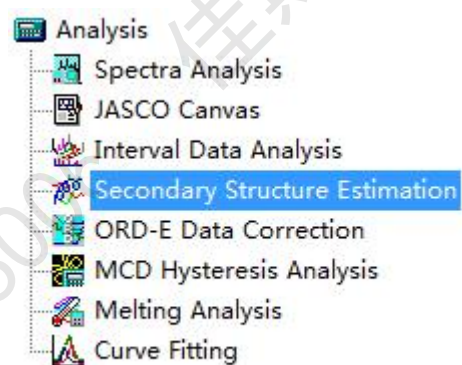 Analysis
Spectra Analysis
JASCO Canvas
Interval Data Analysis
Secondary Structure Estimation
ORD-E Data Correction
MCD Hysteresis Analysis
Melting Analysis
Curve Fitting